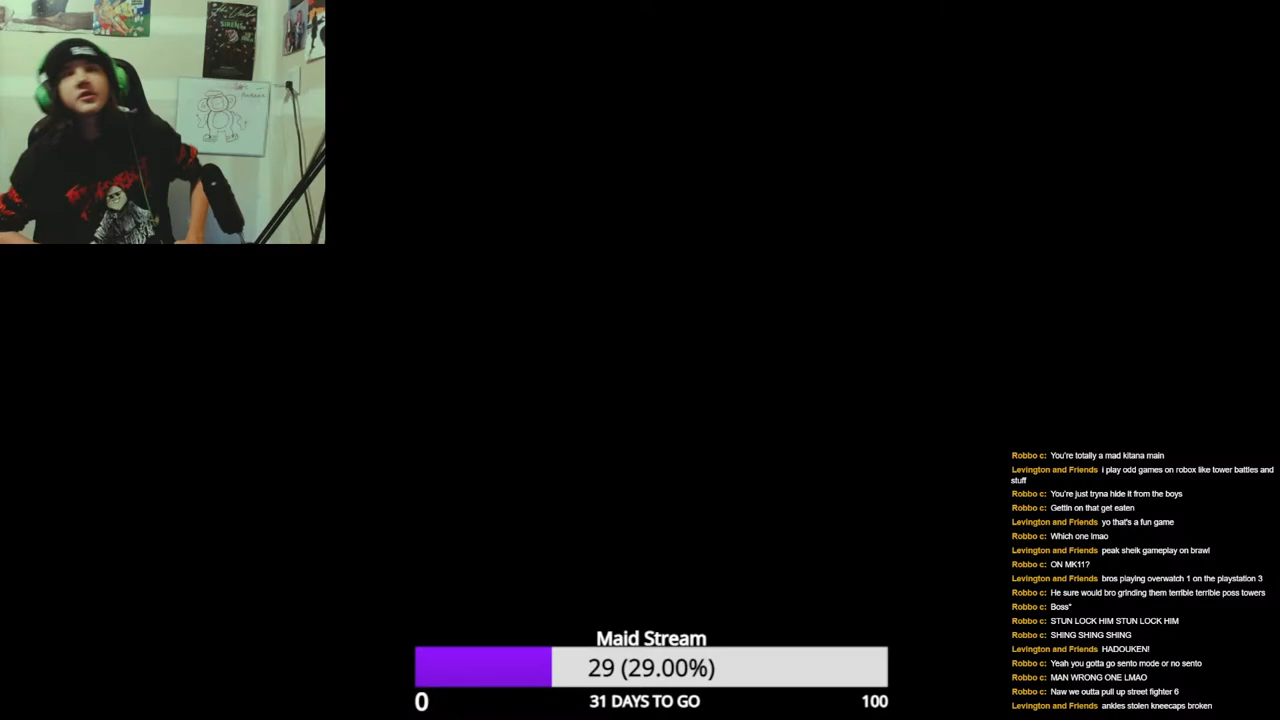 SIRENS
Robbo c: You're totally a mad kitana main
Levington and Friends i play odd games on robox like tower battles and
stuff
Robbo c: You're just tryna hide it from the boys
Robbo c: GettIn on that get eaten
Levington and Friends yo that's a fun game
Robbo c: Which one lmao
Levington and Friends peak sheik gameplay on brawl
Robbo c: ON MK11?
Levington and Friends bros playing overwatch 1 on the playstation 3
Robbo c: He sure would bro grinding them terrible terrible poss towers
Robbo c: Boss*
Robbo c: STUN LOCK HIM STUN LOCK HIM
Robbo c: SHING SHING SHING
Levington and Friends HADOUKEN!
Robbo c: Yeah you gotta go sento mode or no sento
Robbo c: MAN WRONG ONE LMAO
Robbo c: Naw we outta pull up street fighter 6
Levington and Friends ankles stolen kneecaps broken
Maid Stream
29 (29.00%)
0 31 DAYS TO GO 100